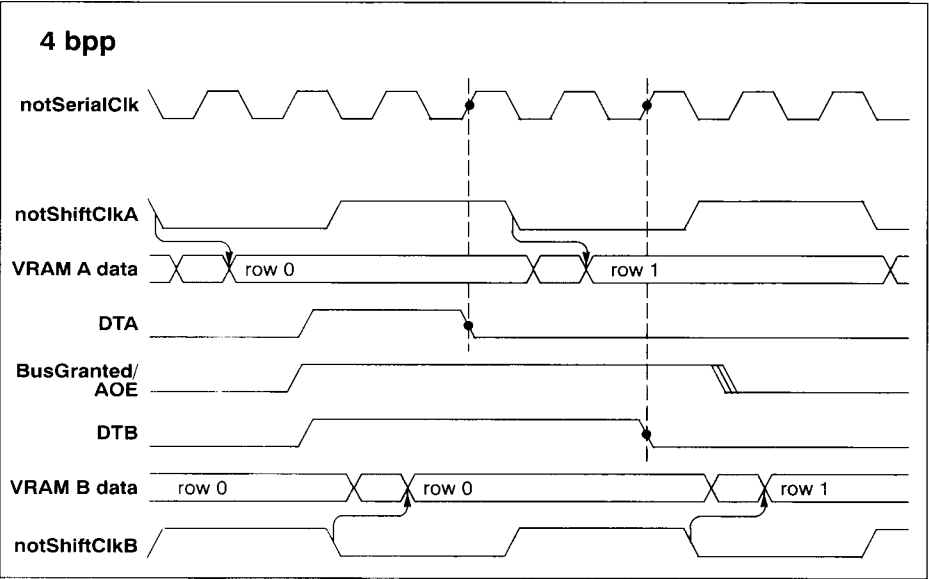 4 bpp
notSerialClk
notShiftClkA
VRAM A data
row 0
row 1
DTA
BusGranted/
AOE
DTB
VRAM B data
row 0
row 0
row 1
notShiftClkB